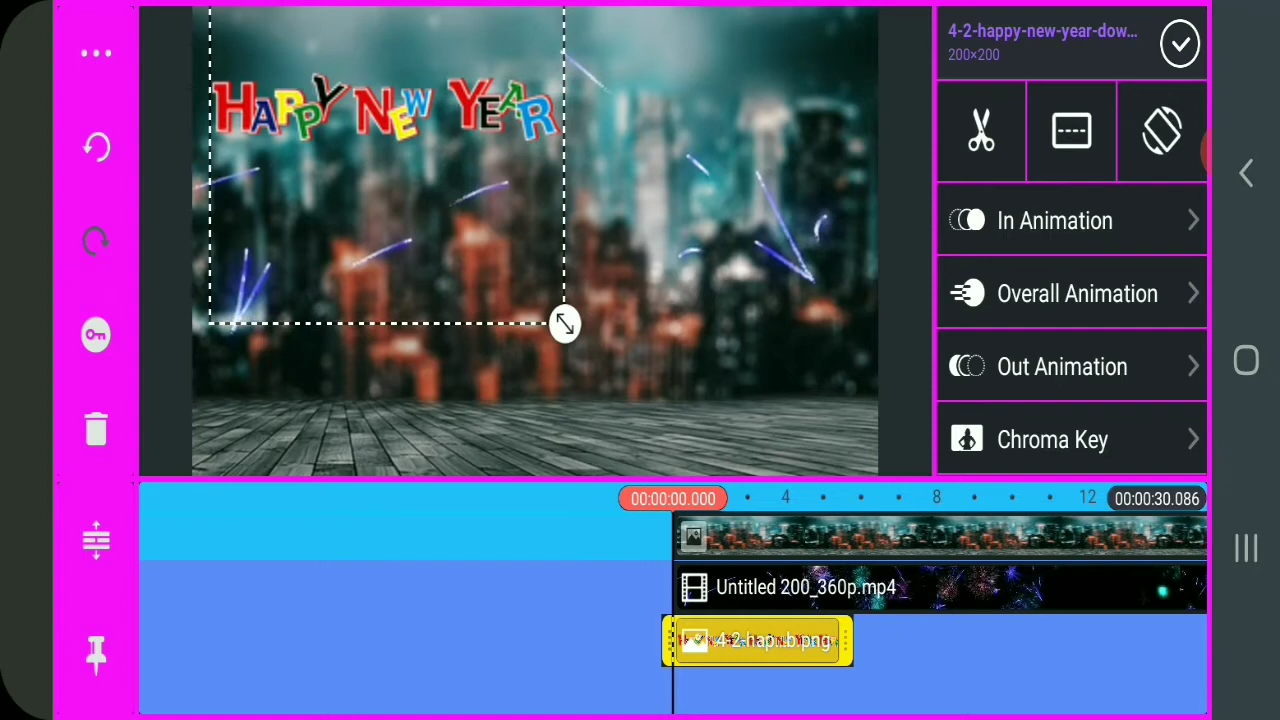 4-2-happy-new-year-dow...
200×200
HAPPY NEW YEAR
In Animation
Overall Animation
Out Animation
Chroma Key
00:00:00.000
4
8
12
00:00:30.086
Untitled 200_360p.mp4
4-2-hap...b.png